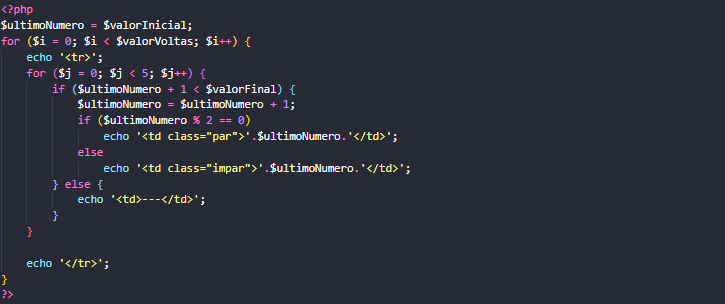 <?php
$ultimoNumero = $valorInicial;
for ($i = 0; $i < $valorVoltas; $i++) {
    echo '<tr>';
    for ($j = 0; $j < 5; $j++) {
        if ($ultimoNumero + 1 < $valorFinal) {
            $ultimoNumero = $ultimoNumero + 1;
            if ($ultimoNumero % 2 == 0)
                echo '<td class="par">'.$ultimoNumero.'</td>';
            else
                echo '<td class="impar">'.$ultimoNumero.'</td>';
        } else {
            echo '<td>---</td>';
        }
    }

    echo '</tr>';
}
?>